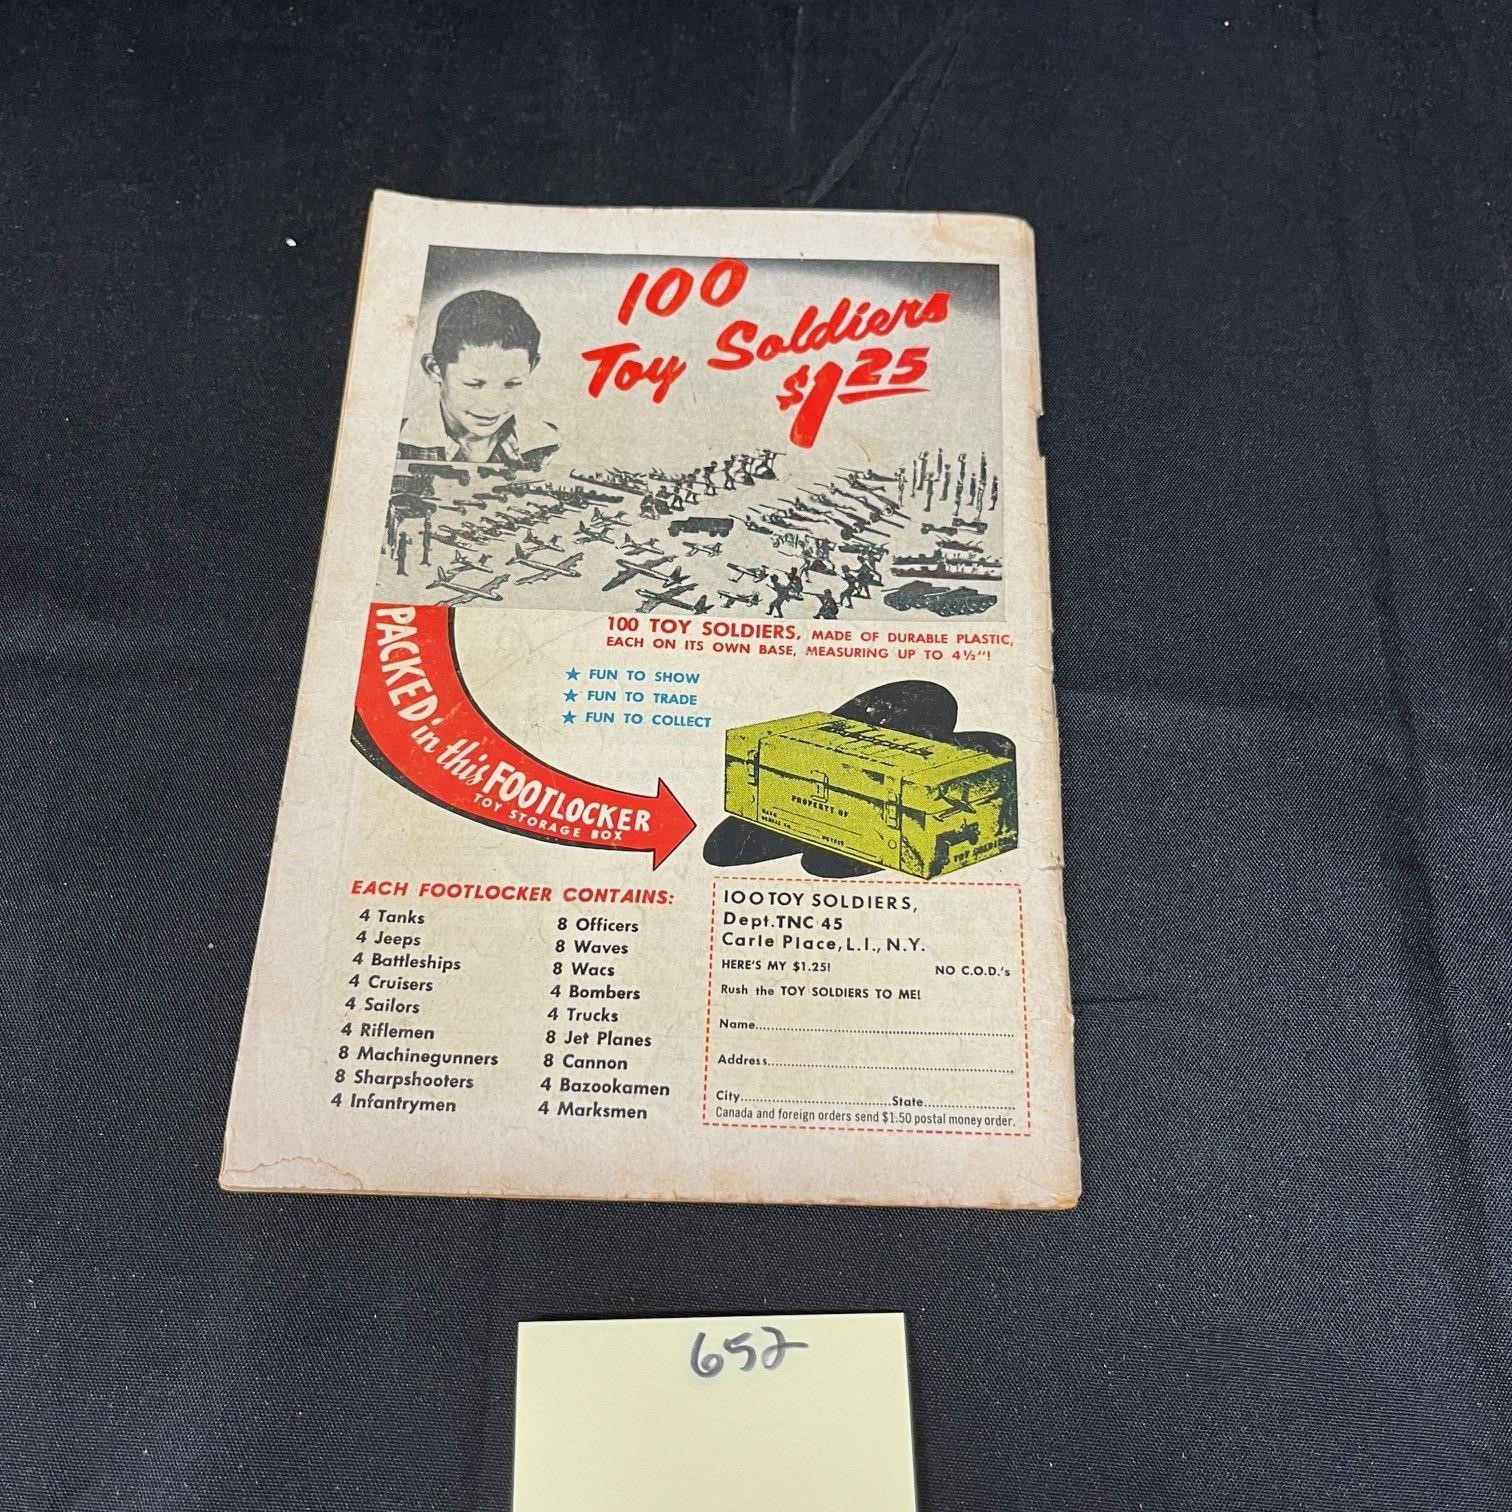 100
Toy Soldiers
$1.25
100 TOY SOLDIERS, MADE OF DURABLE PLASTIC,
EACH ON ITS OWN BASE, MEASURING UP TO 4½"!
★ FUN TO SHOW
★ FUN TO TRADE
★ FUN TO COLLECT
PACKED in this FOOTLOCKER
TOY STORAGE BOX
PROPERTY OF
TOY SOLDIERS
EACH FOOTLOCKER CONTAINS:
4 Tanks
4 Jeeps
4 Battleships
4 Cruisers
4 Sailors
4 Riflemen
8 Machinegunners
8 Sharpshooters
4 Infantrymen
8 Officers
8 Waves
8 Wacs
4 Bombers
4 Trucks
8 Jet Planes
8 Cannon
4 Bazookamen
4 Marksmen
100 TOY SOLDIERS,
Dept.TNC 45
Carle Place, L.I., N.Y.
HERE'S MY $1.25! NO C.O.D.'s
Rush the TOY SOLDIERS TO ME!
Name
Address
City State
Canada and foreign orders send $1.50 postal money order.
652